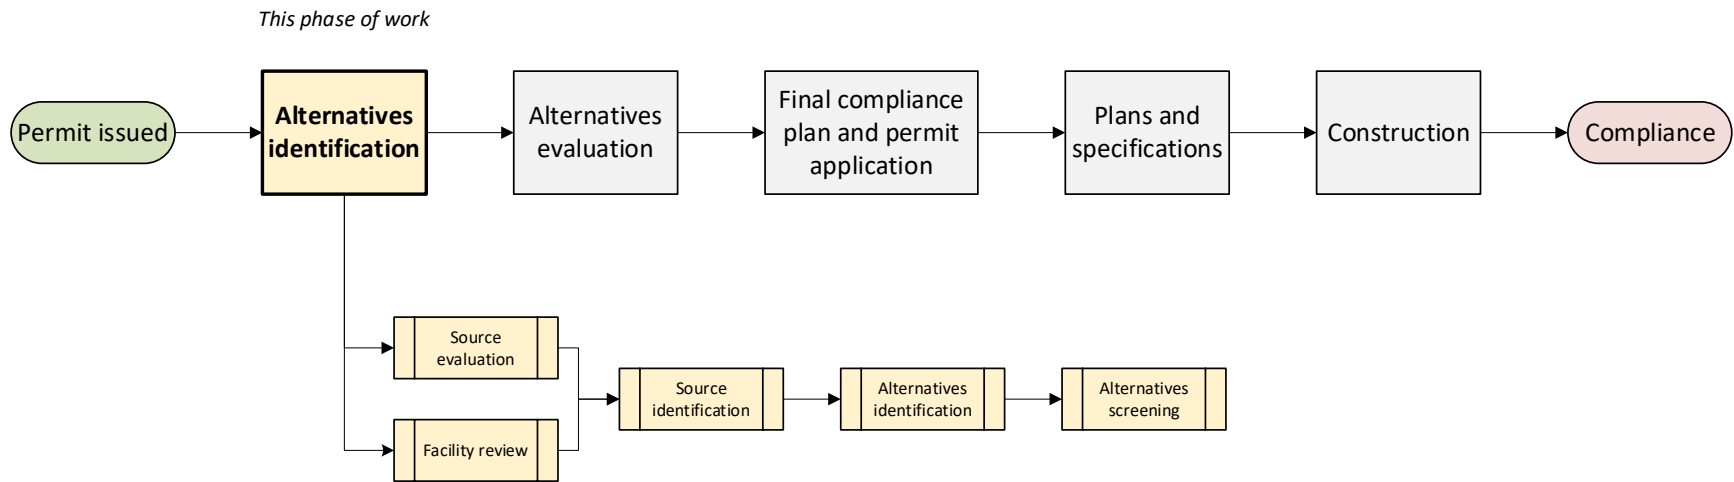 This phase of work
Permit issued
Alternatives
identification
Alternatives
evaluation
Final compliance
plan and permit
application
Plans and
specifications
Construction
Compliance
Source
evaluation
Facility review
Source
identification
Alternatives
identification
Alternatives
screening